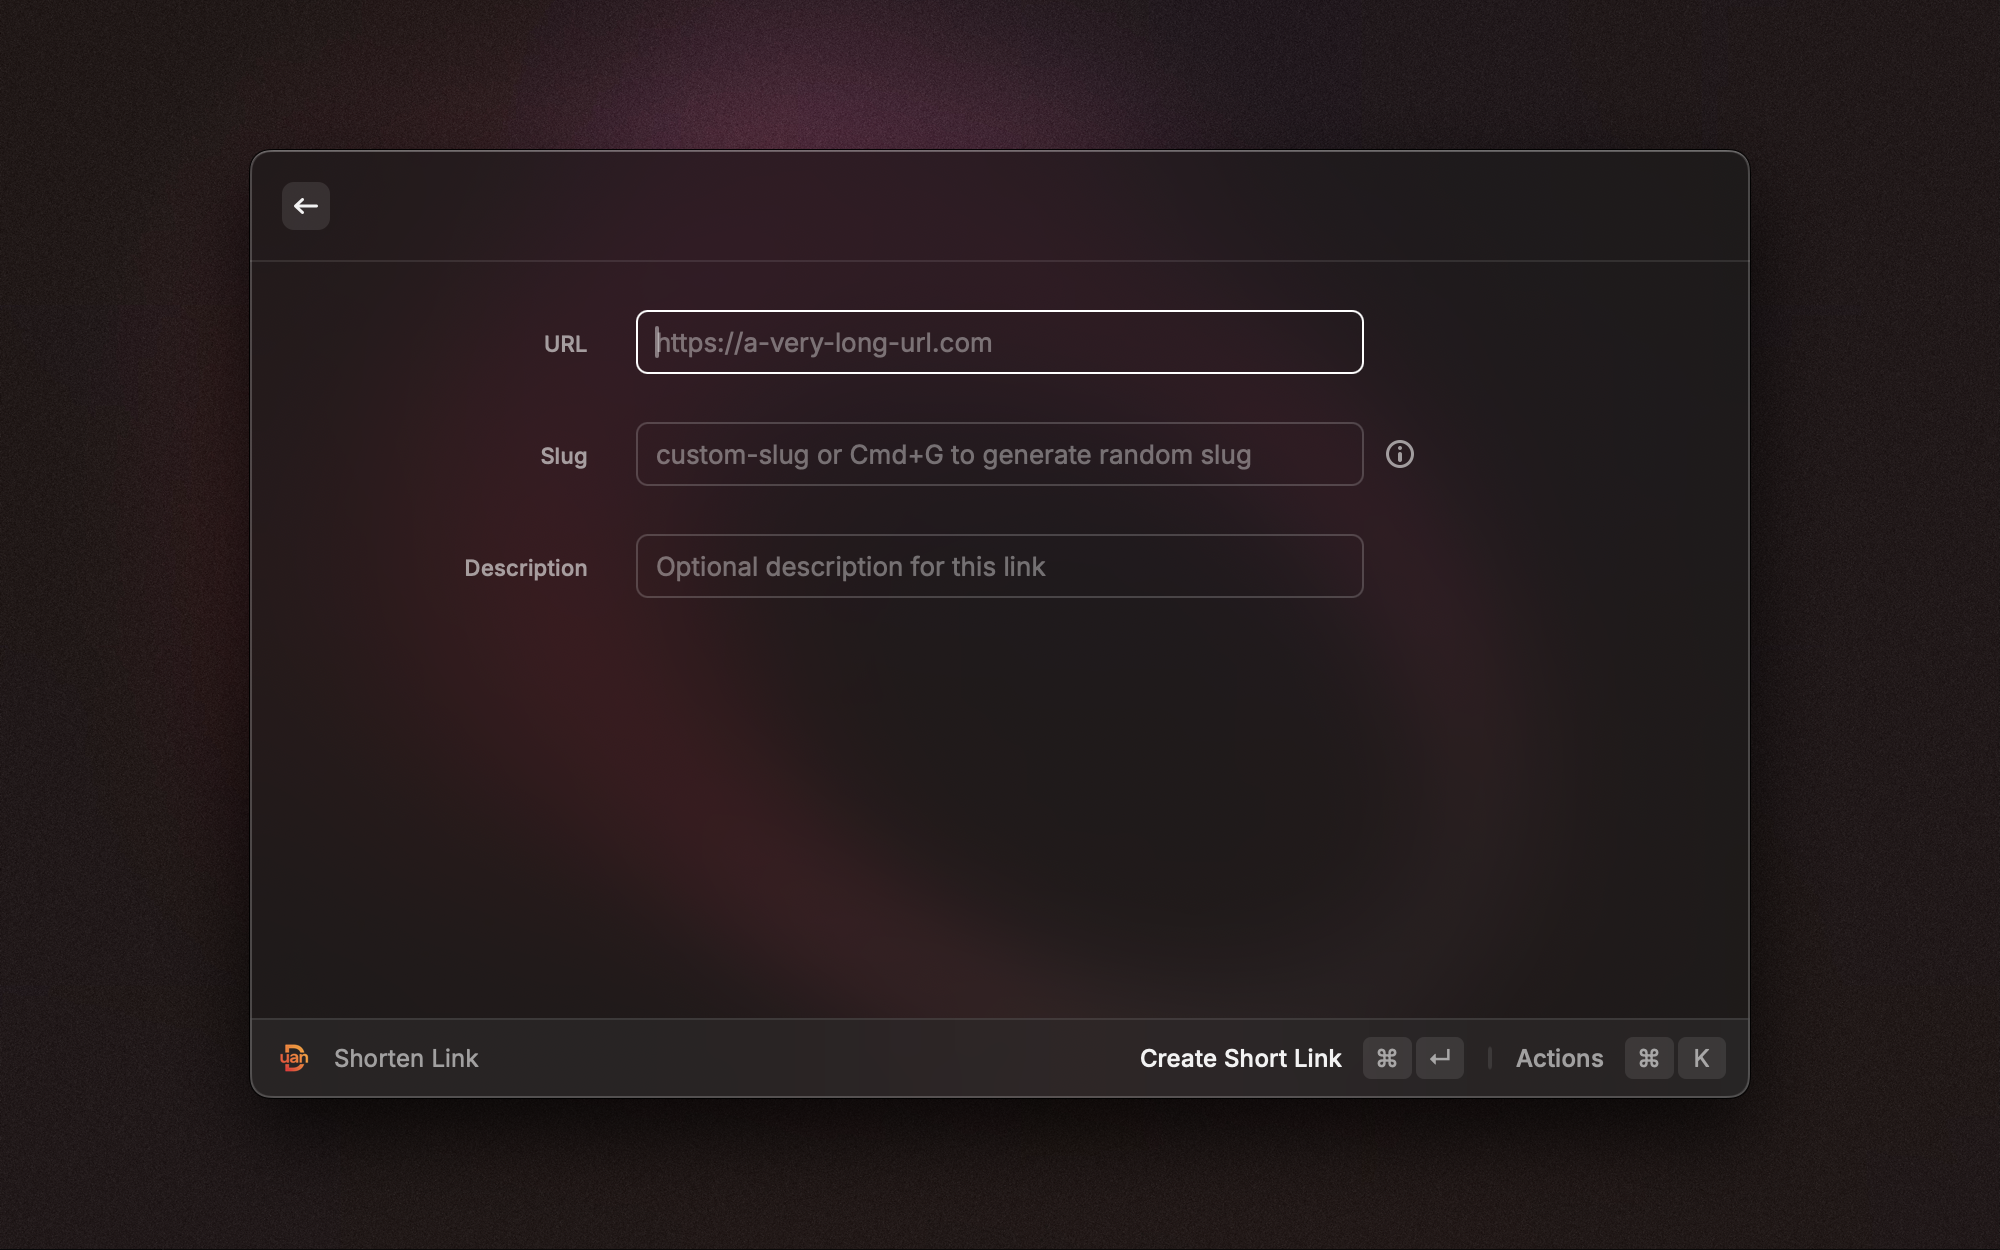 URL
https://a-very-long-url.com
Slug
custom-slug or Cmd+G to generate random slug
Description
Optional description for this link
uan
Shorten Link
Create Short Link ⌘ ↵ | Actions ⌘ K